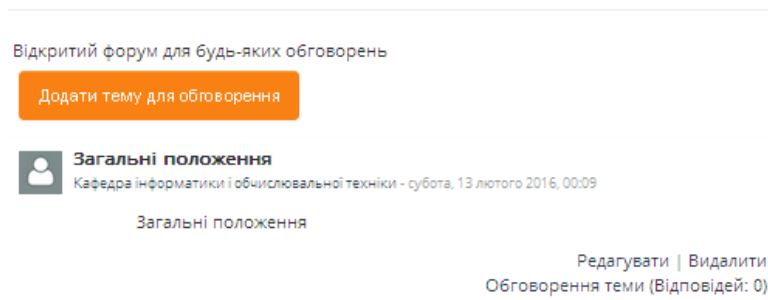 Відкритий форум для будь-яких обговорень
Додати тему для обговорення
Загальні положення
Кафедра інформатики і обчислювальної техніки - субота, 13 лютого 2016, 00:09
Загальні положення
Редагувати | Видалити
Обговорення теми (Відповідей: 0)